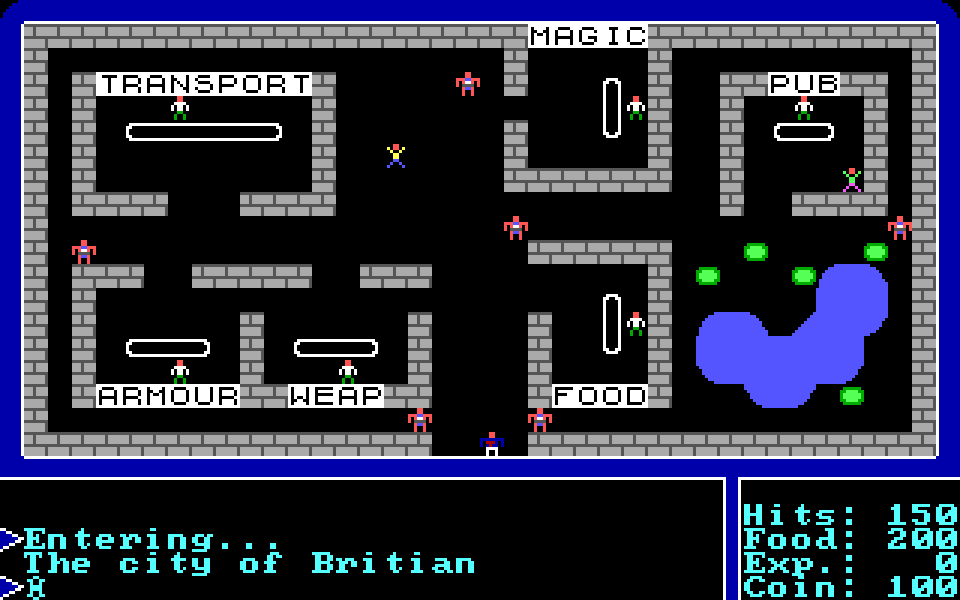 MAGIC
TRANSPORT
PUB
ARMOUR
WEAP
FOOD
Entering...
The city of Britian
Hits: 150
Food: 200
Exp.: 0
Coin: 100